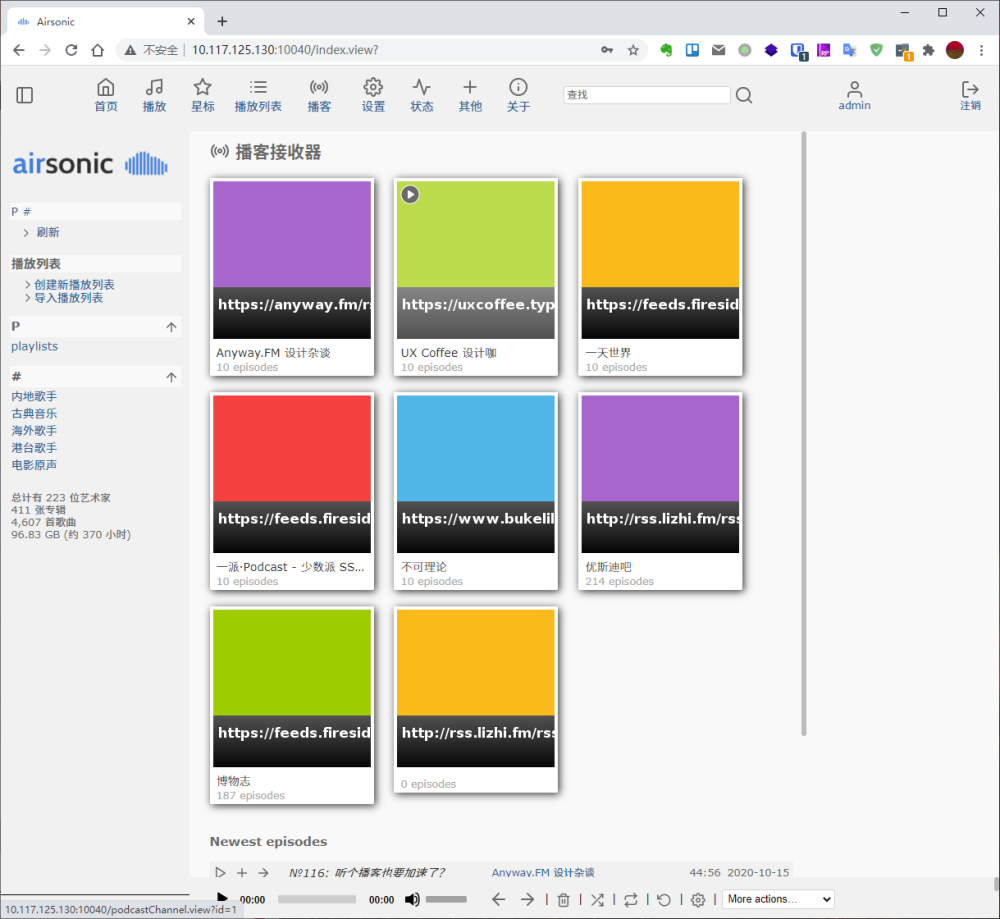 Airsonic
不安全
10.117.125.130:10040/index.view?
首页
播放
星标
播放列表
播客
设置
状态
其他
关于
查找
admin
注销
airsonic
P #
刷新
播放列表
创建新播放列表
导入播放列表
P
playlists
#
内地歌手
古典音乐
海外歌手
港台歌手
电影原声
总计有 223 位艺术家
411 张专辑
4,607 首歌曲
96.83 GB (约 370 小时)
播客接收器
https://anyway.fm/rs
Anyway.FM 设计杂谈
10 episodes
https://uxcoffee.typ
UX Coffee 设计咖
10 episodes
https://feeds.firesid
一天世界
10 episodes
https://feeds.firesid
一派·Podcast - 少数派 SS...
10 episodes
https://www.bukelil
不可理论
10 episodes
http://rss.lizhi.fm/rss
优斯迪吧
214 episodes
https://feeds.firesid
博物志
187 episodes
http://rss.lizhi.fm/rss
0 episodes
Newest episodes
№116：听个播客也要加速了？
Anyway.FM 设计杂谈
44:56 2020-10-15
00:00
00:00
More actions...
10.117.125.130:10040/podcastChannel.view?id=1